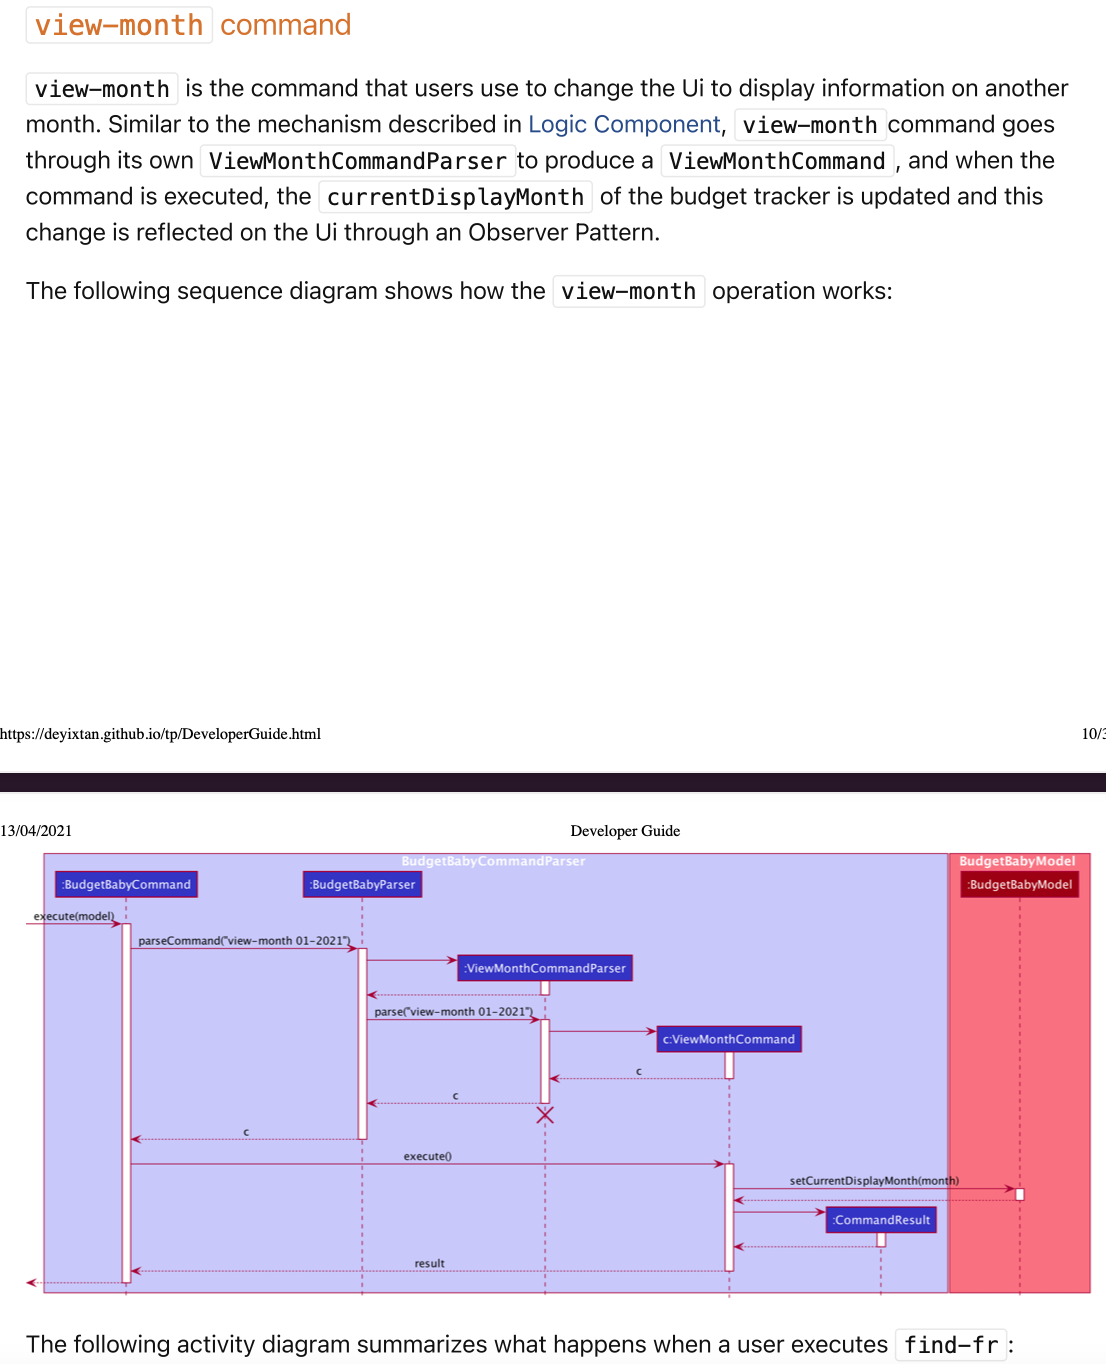 view-month command
view-month is the command that users use to change the Ui to display information on another
month. Similar to the mechanism described in Logic Component, view-month command goes
through its own ViewMonthCommandParser to produce a ViewMonthCommand , and when the
command is executed, the currentDisplayMonth of the budget tracker is updated and this
change is reflected on the Ui through an Observer Pattern.
The following sequence diagram shows how the view-month operation works:
https://deyixtan.github.io/tp/DeveloperGuide.html 10/3
13/04/2021 Developer Guide
BudgetBabyCommandParser BudgetBabyModel
:BudgetBabyCommand :BudgetBabyParser :BudgetBabyModel
execute(model)
parseCommand("view-month 01-2021")
:ViewMonthCommandParser
parse("view-month 01-2021")
c:ViewMonthCommand
c
c
c
execute()
setCurrentDisplayMonth(month)
:CommandResult
result
The following activity diagram summarizes what happens when a user executes find-fr :